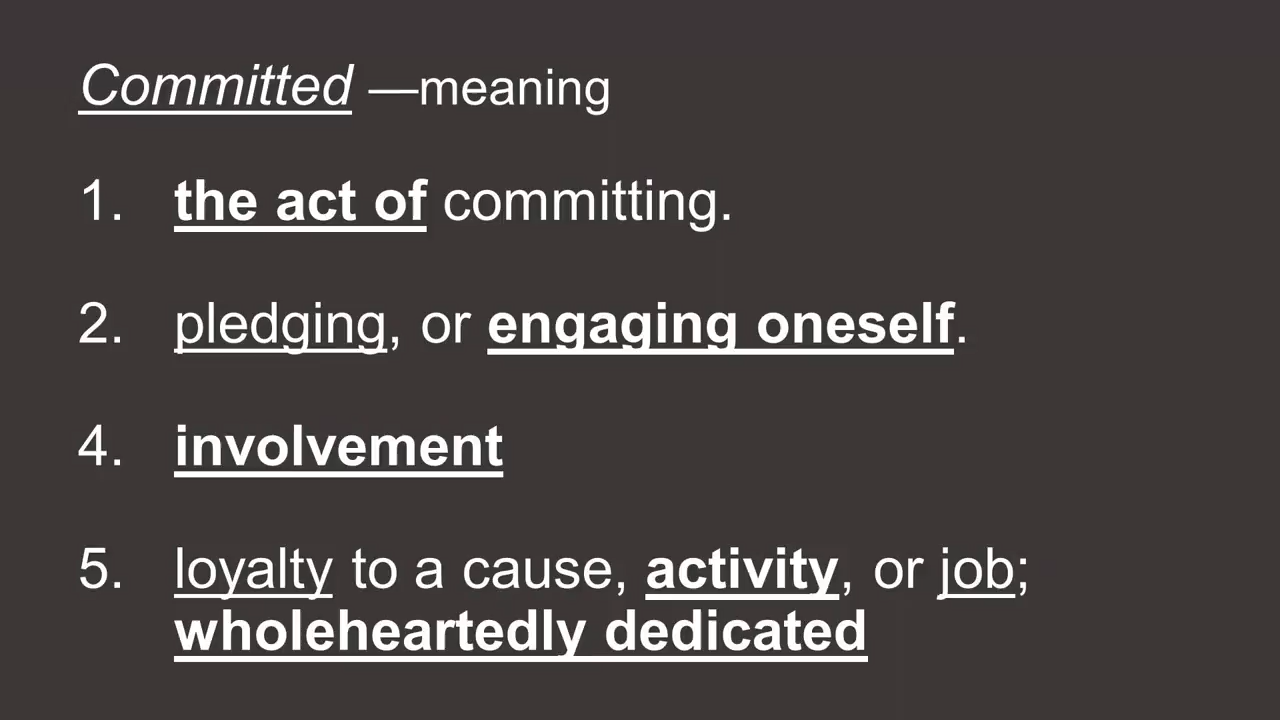 Committed —meaning
1. the act of committing.
2. pledging, or engaging oneself.
4. involvement
5. loyalty to a cause, activity, or job;
wholeheartedly dedicated